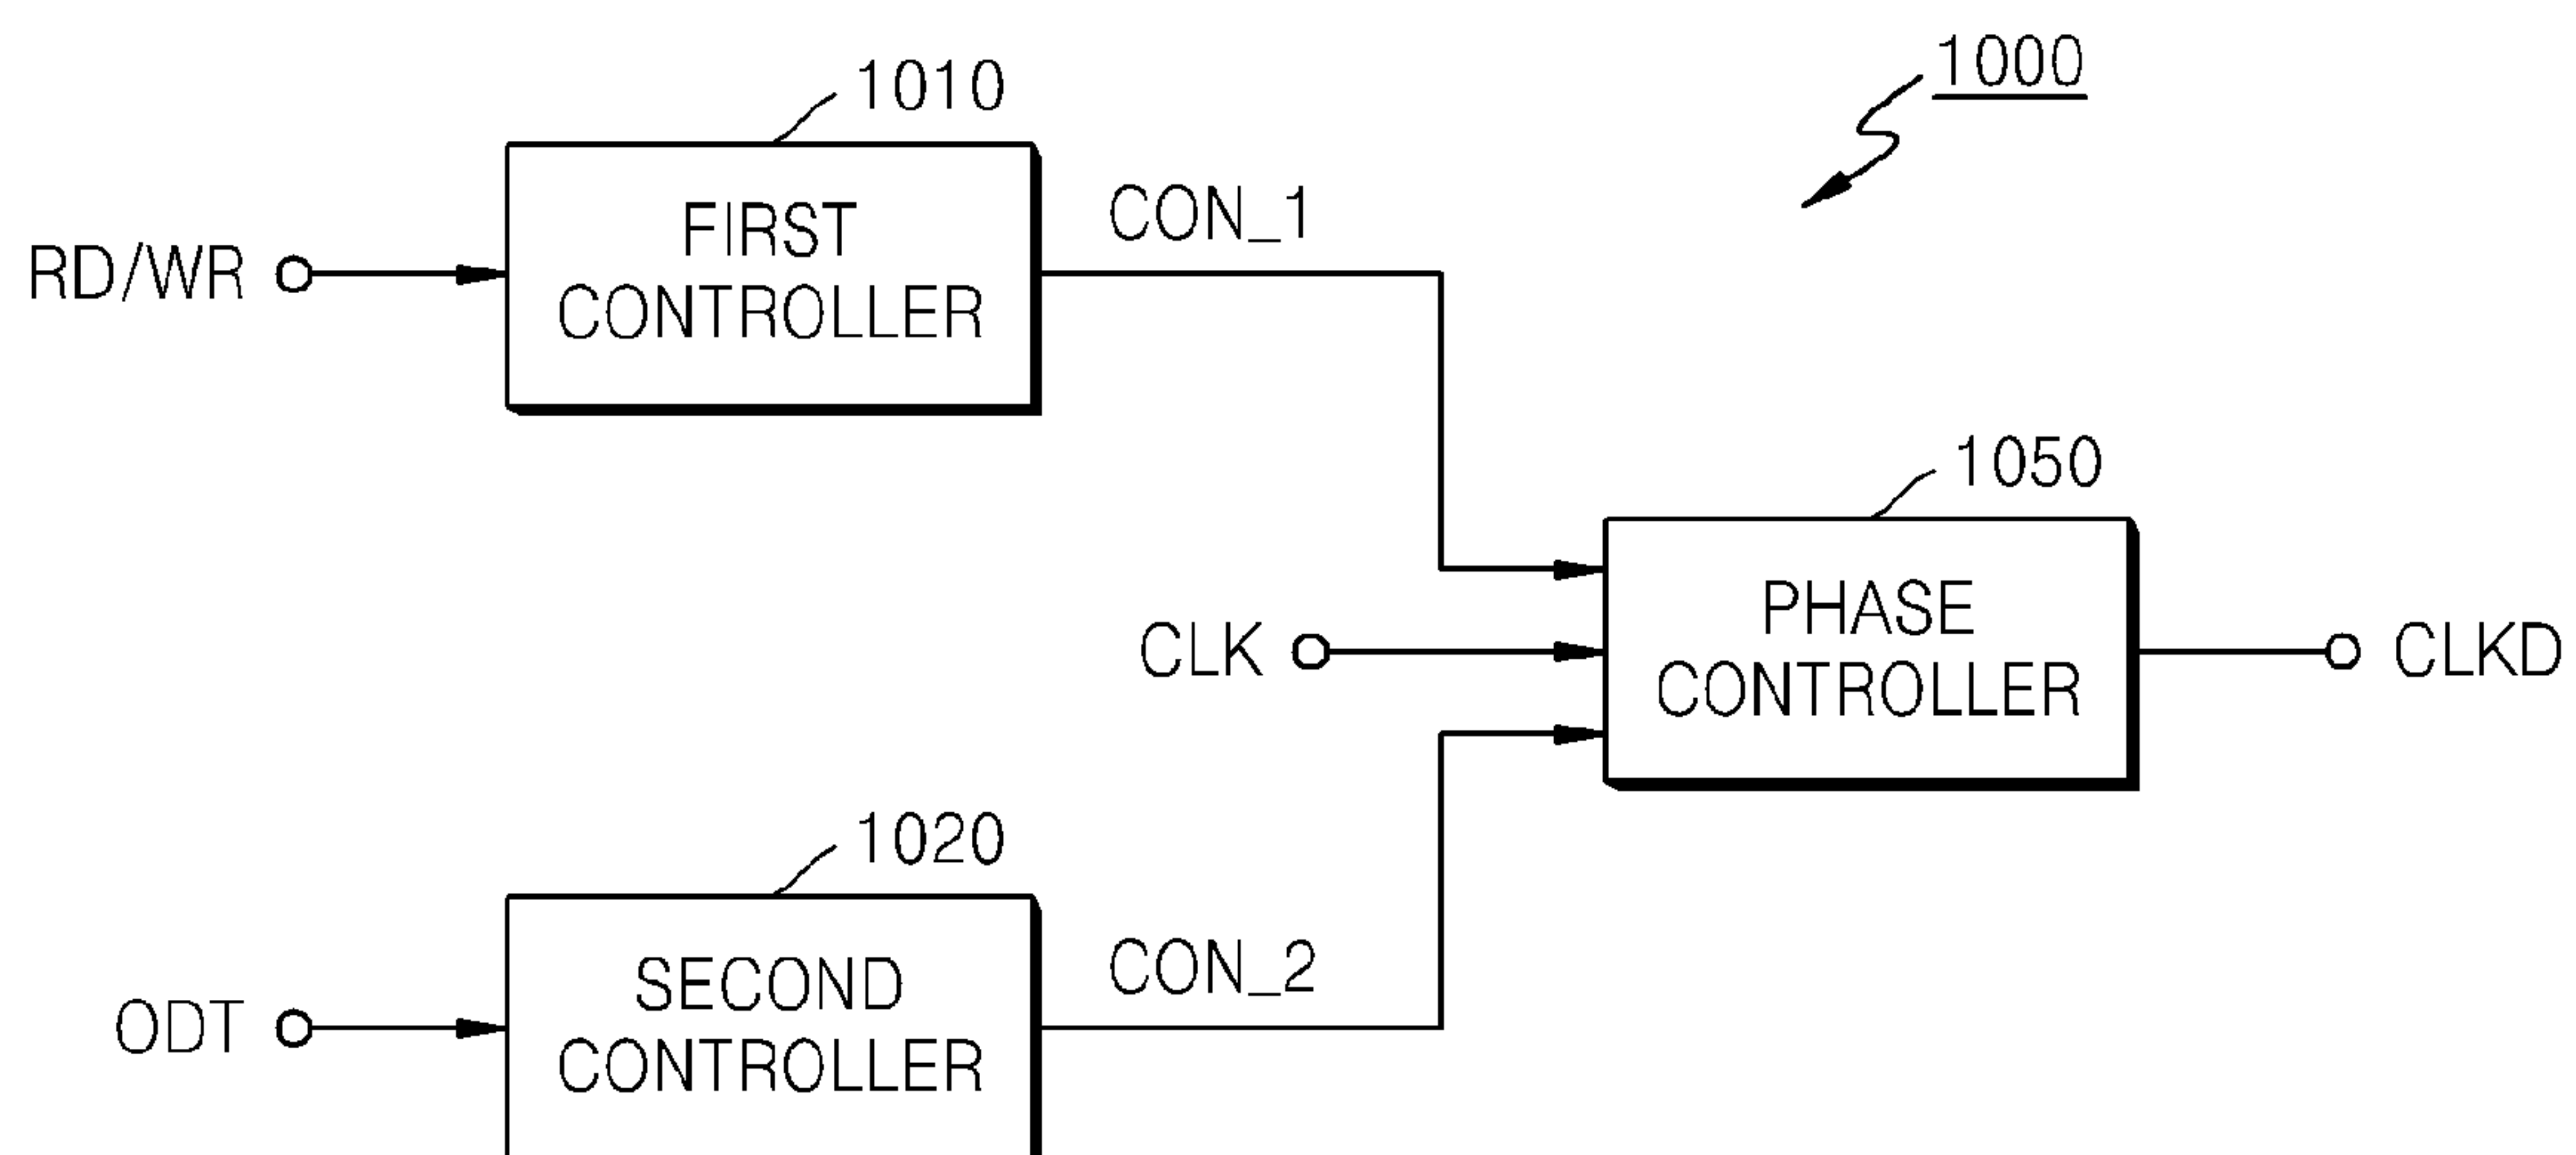 1000
1010
FIRST
CONTROLLER
RD/WR
CON_1
1050
PHASE
CONTROLLER
CLK
CLKD
1020
SECOND
CONTROLLER
ODT
CON_2